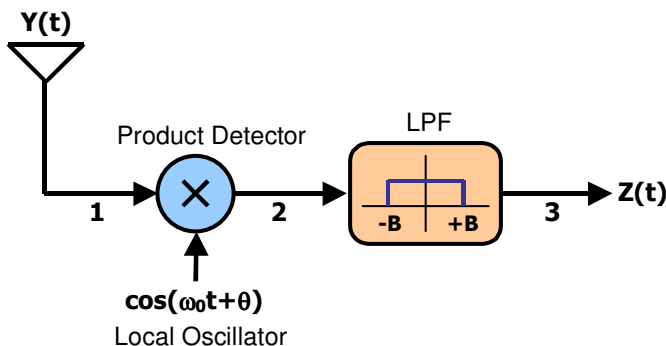 Y(t)
Product Detector
LPF
1
2
-B
+B
3
Z(t)
cos(ω₀t+θ)
Local Oscillator